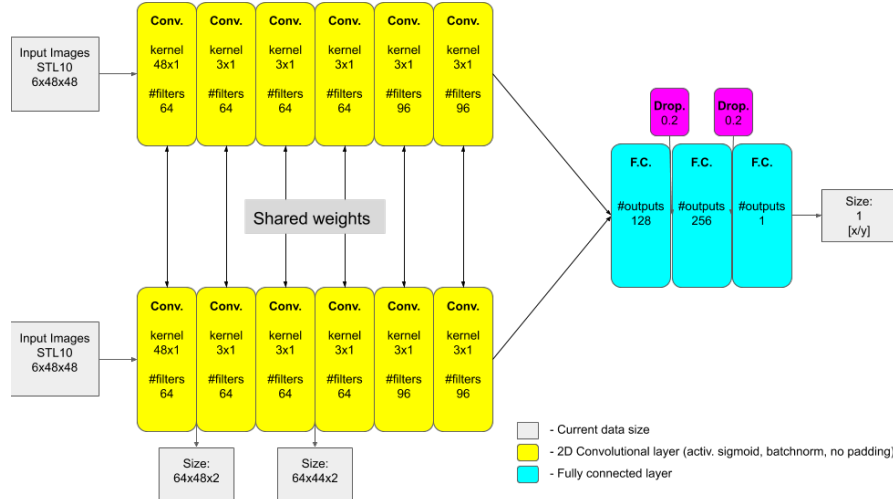 Input Images
STL10
6x48x48
Conv.
kernel
48x1
#filters
64
Conv.
kernel
3x1
#filters
64
Conv.
kernel
3x1
#filters
64
Conv.
kernel
3x1
#filters
64
Conv.
kernel
3x1
#filters
96
Conv.
kernel
3x1
#filters
96
Shared weights
Input Images
STL10
6x48x48
Conv.
kernel
48x1
#filters
64
Conv.
kernel
3x1
#filters
64
Conv.
kernel
3x1
#filters
64
Conv.
kernel
3x1
#filters
64
Conv.
kernel
3x1
#filters
96
Conv.
kernel
3x1
#filters
96
Size:
64x48x2
Size:
64x44x2
Drop.
0.2
Drop.
0.2
F.C.
#outputs
128
F.C.
#outputs
256
F.C.
#outputs
1
Size:
1
[x/y]
- Current data size
- 2D Convolutional layer (activ. sigmoid, batchnorm, no padding)
- Fully connected layer